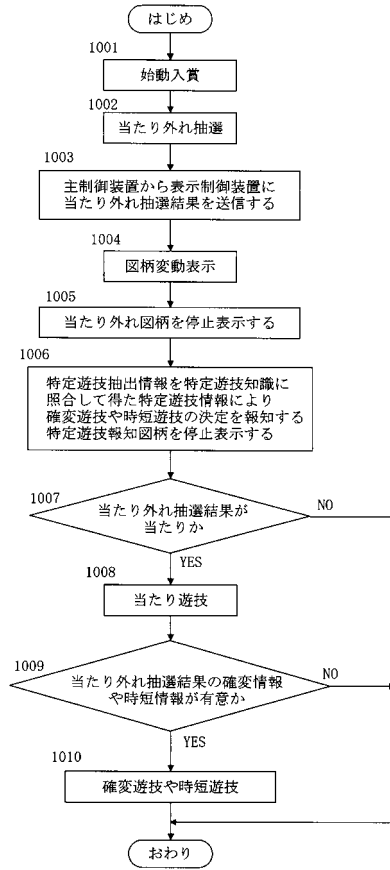 はじめ
1001
始動入賞
1002
当たり外れ抽選
1003
主制御装置から表示制御装置に
当たり外れ抽選結果を送信する
1004
図柄変動表示
1005
当たり外れ図柄を停止表示する
1006
特定遊技抽出情報を特定遊技知識に
照合して得た特定遊技情報により
確変遊技や時短遊技の決定を報知する
特定遊技報知図柄を停止表示する
1007
当たり外れ抽選結果が
当たりか
NO
YES
1008
当たり遊技
1009
当たり外れ抽選結果の確変情報
や時短情報が有意か
NO
YES
1010
確変遊技や時短遊技
おわり